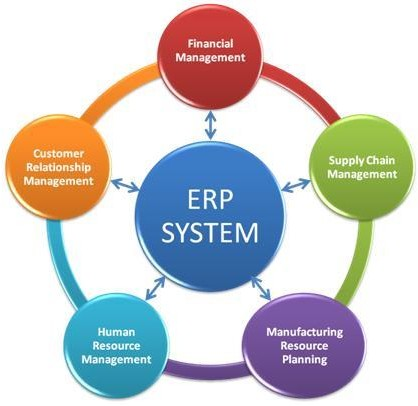 Financial
Management
Customer
Relationship
Management
Supply Chain
Management
ERP
SYSTEM
Human
Resource
Management
Manufacturing
Resource
Planning